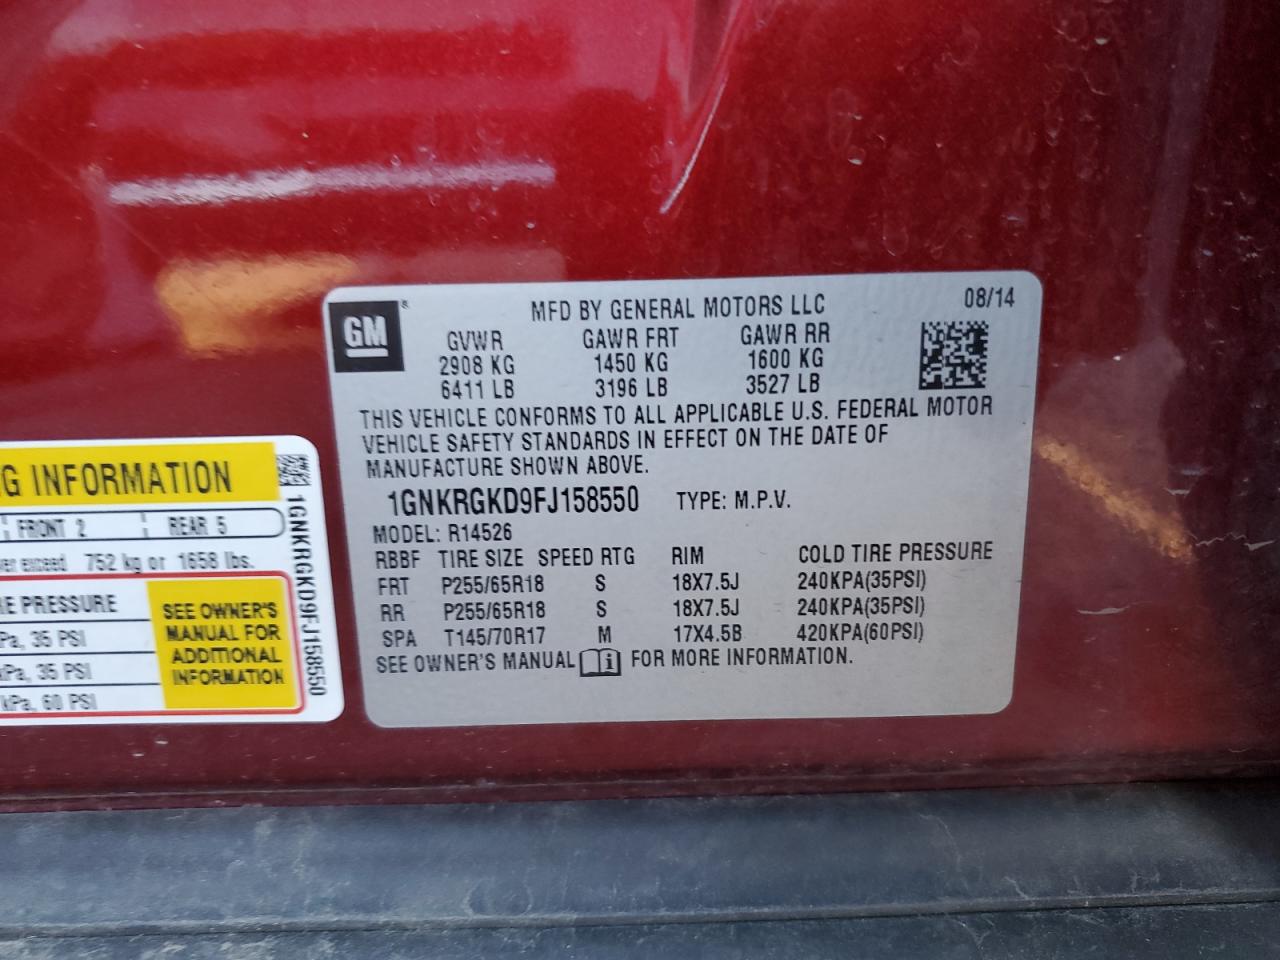 GM
®
MFD BY GENERAL MOTORS LLC
08/14
GVWR GAWR FRT GAWR RR
2908 KG 1450 KG 1600 KG
6411 LB 3196 LB 3527 LB
THIS VEHICLE CONFORMS TO ALL APPLICABLE U.S. FEDERAL MOTOR
VEHICLE SAFETY STANDARDS IN EFFECT ON THE DATE OF
MANUFACTURE SHOWN ABOVE.
1GNKRGKD9FJ158550 TYPE: M.P.V.
MODEL: R14526
RBBF TIRE SIZE SPEED RTG RIM COLD TIRE PRESSURE
FRT P255/65R18 S 18X7.5J 240KPA(35PSI)
RR P255/65R18 S 18X7.5J 240KPA(35PSI)
SPA T145/70R17 M 17X4.5B 420KPA(60PSI)
SEE OWNER'S MANUAL i FOR MORE INFORMATION.
G INFORMATION
FRONT 2 REAR 5
exceed 752 kg or 1658 lbs.
E PRESSURE
Pa, 35 PSI
kPa, 35 PSI
kPa, 60 PSI
SEE OWNER'S
MANUAL FOR
ADDITIONAL
INFORMATION
1GNKRGKD9FJ158550